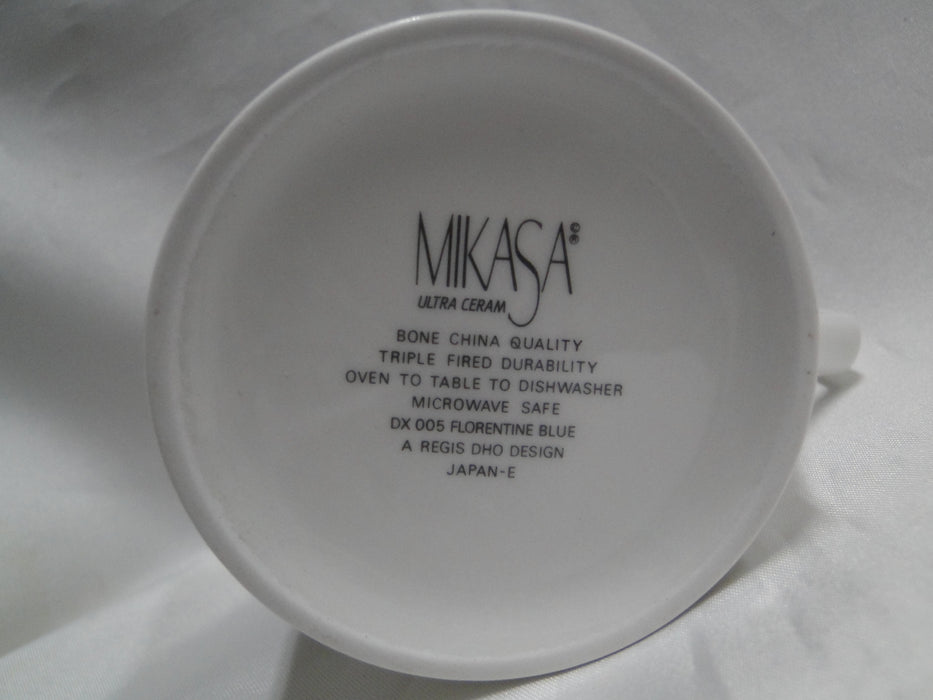 MIKASA ©®
ULTRA CERAM
BONE CHINA QUALITY
TRIPLE FIRED DURABILITY
OVEN TO TABLE TO DISHWASHER
MICROWAVE SAFE
DX 005 FLORENTINE BLUE
A REGIS DHO DESIGN
JAPAN-E